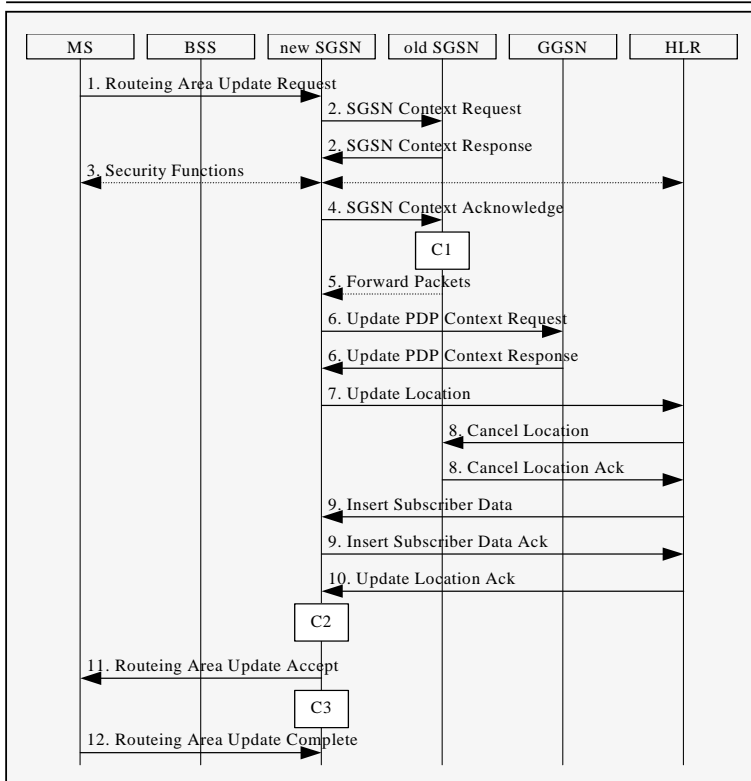 MS BSS new SGSN old SGSN GGSN HLR
1. Routeing Area Update Request
2. SGSN Context Request
2. SGSN Context Response
3. Security Functions
4. SGSN Context Acknowledge
C1
5. Forward Packets
6. Update PDP Context Request
6. Update PDP Context Response
7. Update Location
8. Cancel Location
8. Cancel Location Ack
9. Insert Subscriber Data
9. Insert Subscriber Data Ack
10. Update Location Ack
C2
11. Routeing Area Update Accept
C3
12. Routeing Area Update Complete